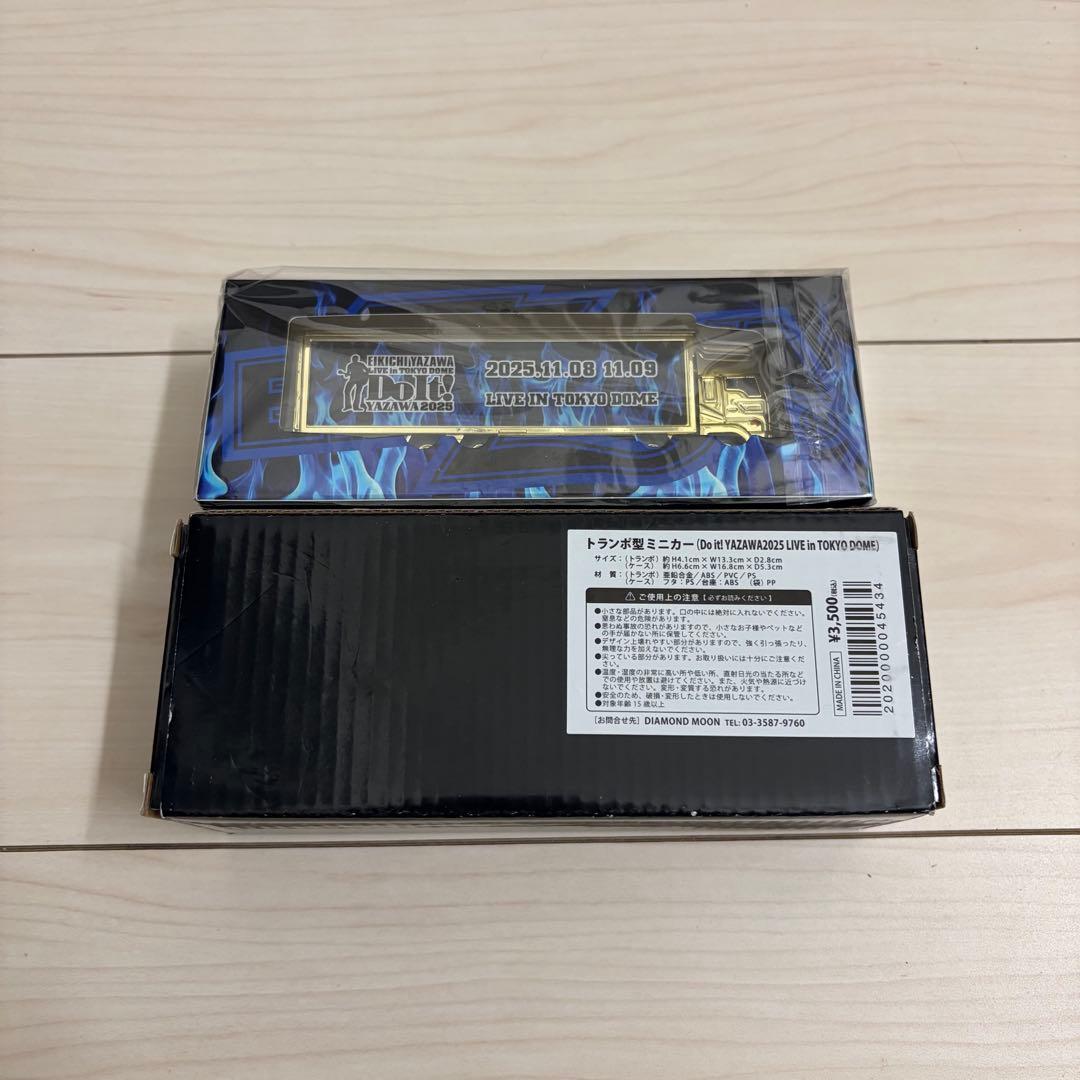 EIKICHI YAZAWA
LIVE in TOKYO DOME
Do It!
YAZAWA2025
2025.11.08 11.09
LIVE IN TOKYO DOME
トランポ型ミニカー(Do it! YAZAWA2025 LIVE in TOKYO DOME)
サイズ：(トランポ) 約 H4.1cm×W13.3cm×D2.8cm
(ケース) 約 H6.6cm×W16.8cm×D5.3cm
材 質：(トランポ) 亜鉛合金／ABS／PVC／PS
(ケース) フタ：PS／台座：ABS (袋) PP
ご使用上の注意【必ずお読みください】
●小さな部品があります。口の中には絶対に入れないでください。
窒息などの危険があります。
●思わぬ事故の恐れがありますので、小さなお子様やペットなど
の手が届かない所に保管してください。
●デザイン上壊れやすい部分がありますので、強く引っ張ったり、
無理な力を加えないでください。
●尖っている部分があります。お取り扱いには十分にご注意くだ
さい。
●温度・湿度の非常に高い所や低い所、直射日光の当たる所など
での使用や放置は避けてください。また、火気や熱源に近づけ
ないでください。変形・変質する恐れがあります。
●安全のため、破損・変形したときは使用しないでください。
●対象年齢 15 歳以上
［お問合せ先］ DIAMOND MOON TEL: 03-3587-9760
¥3,500(税込)
MADE IN CHINA
2020000045434